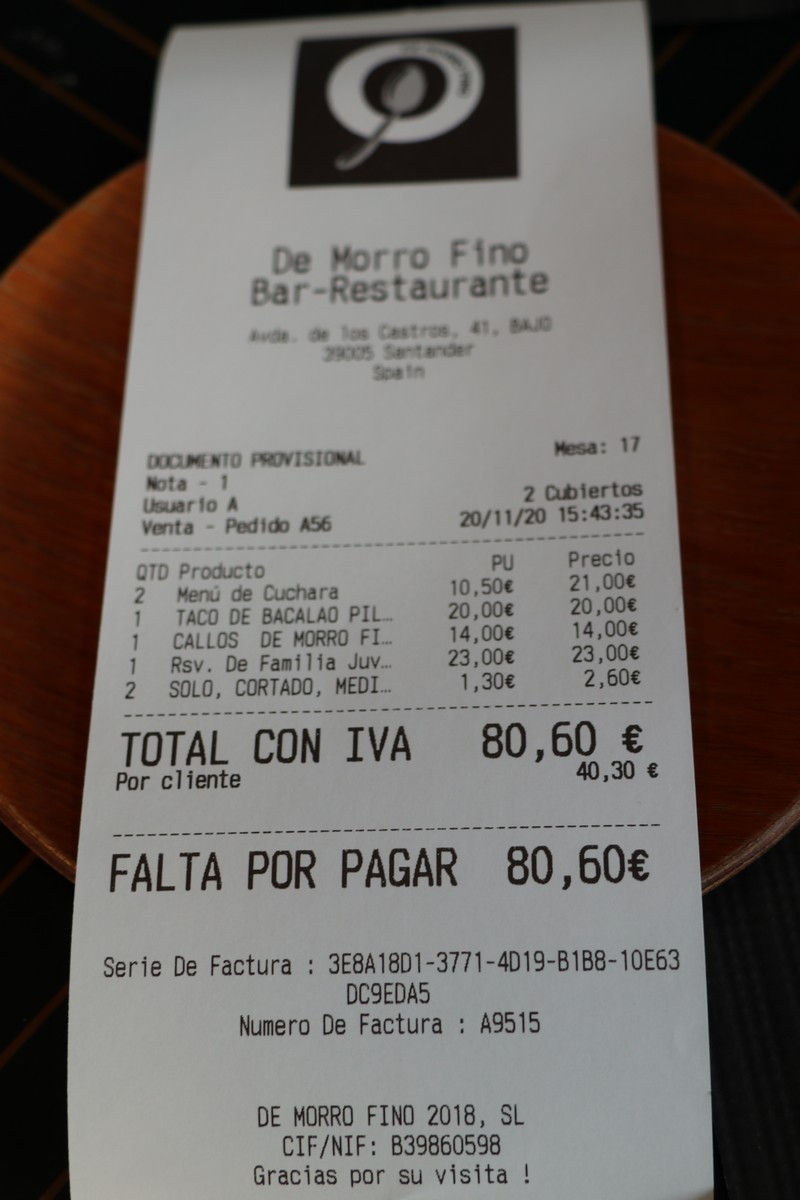 De Morro Fino
Bar-Restaurante
Avda. de los Castros, 41, BAJO
39005 Santander
Spain
DOCUMENTO PROVISIONAL Mesa: 17
Nota - 1
Usuario A 2 Cubiertos
Venta - Pedido A56 20/11/20 15:43:35
QTD Producto PU Precio
2 Menú de Cuchara 10,50€ 21,00€
1 TACO DE BACALAO PIL... 20,00€ 20,00€
1 CALLOS DE MORRO FI... 14,00€ 14,00€
1 Rsv. De Familia Juv... 23,00€ 23,00€
2 SOLO, CORTADO, MEDI... 1,30€ 2,60€
TOTAL CON IVA 80,60 €
Por cliente 40,30 €
FALTA POR PAGAR 80,60€
Serie De Factura : 3E8A18D1-3771-4D19-B1B8-10E63
DC9EDA5
Numero De Factura : A9515
DE MORRO FINO 2018, SL
CIF/NIF: B39860598
Gracias por su visita !